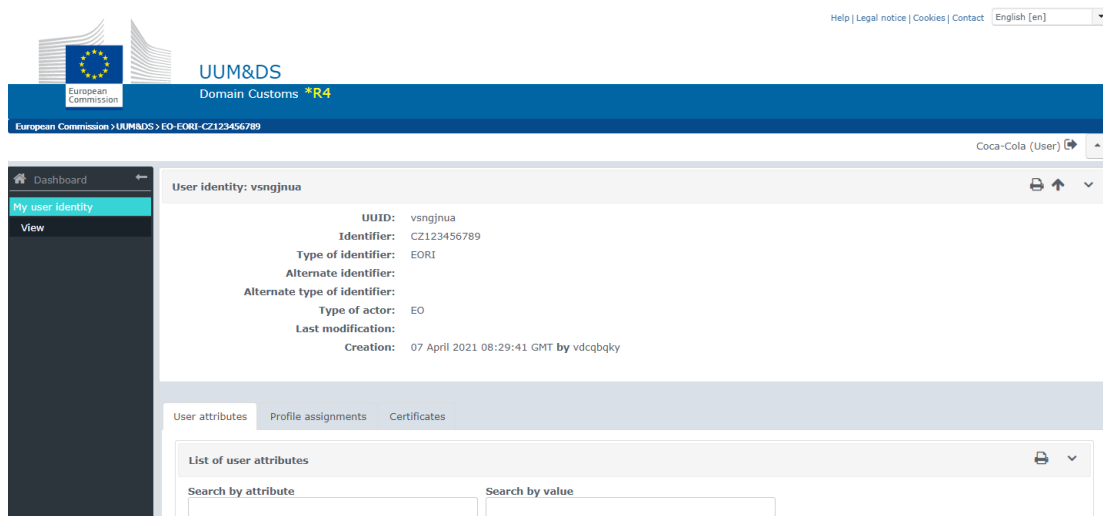 Help | Legal notice | Cookies | Contact English [en]
European
Commission
UUM&DS
Domain Customs *R4
European Commission > UUM&DS > EO-EORI-CZ123456789
Coca-Cola (User)
Dashboard
My user identity
View
User identity: vsngjnua
UUID: vsngjnua
Identifier: CZ123456789
Type of identifier: EORI
Alternate identifier:
Alternate type of identifier:
Type of actor: EO
Last modification:
Creation: 07 April 2021 08:29:41 GMT by vdcqbqky
User attributes Profile assignments Certificates
List of user attributes
Search by attribute Search by value